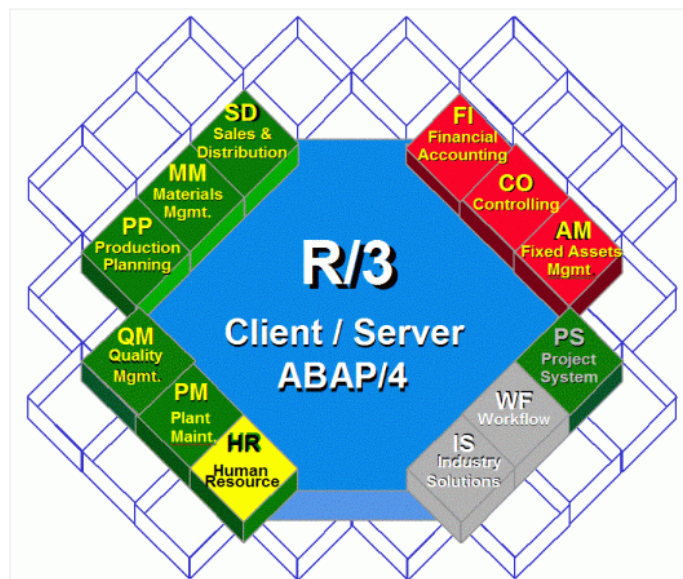 SD
Sales &
Distribution
MM
Materials
Mgmt.
PP
Production
Planning
FI
Financial
Accounting
CO
Controlling
AM
Fixed Assets
Mgmt.
R/3
Client / Server
ABAP/4
QM
Quality
Mgmt.
PM
Plant
Maint.
HR
Human
Resource
PS
Project
System
WF
Workflow
IS
Industry
Solutions